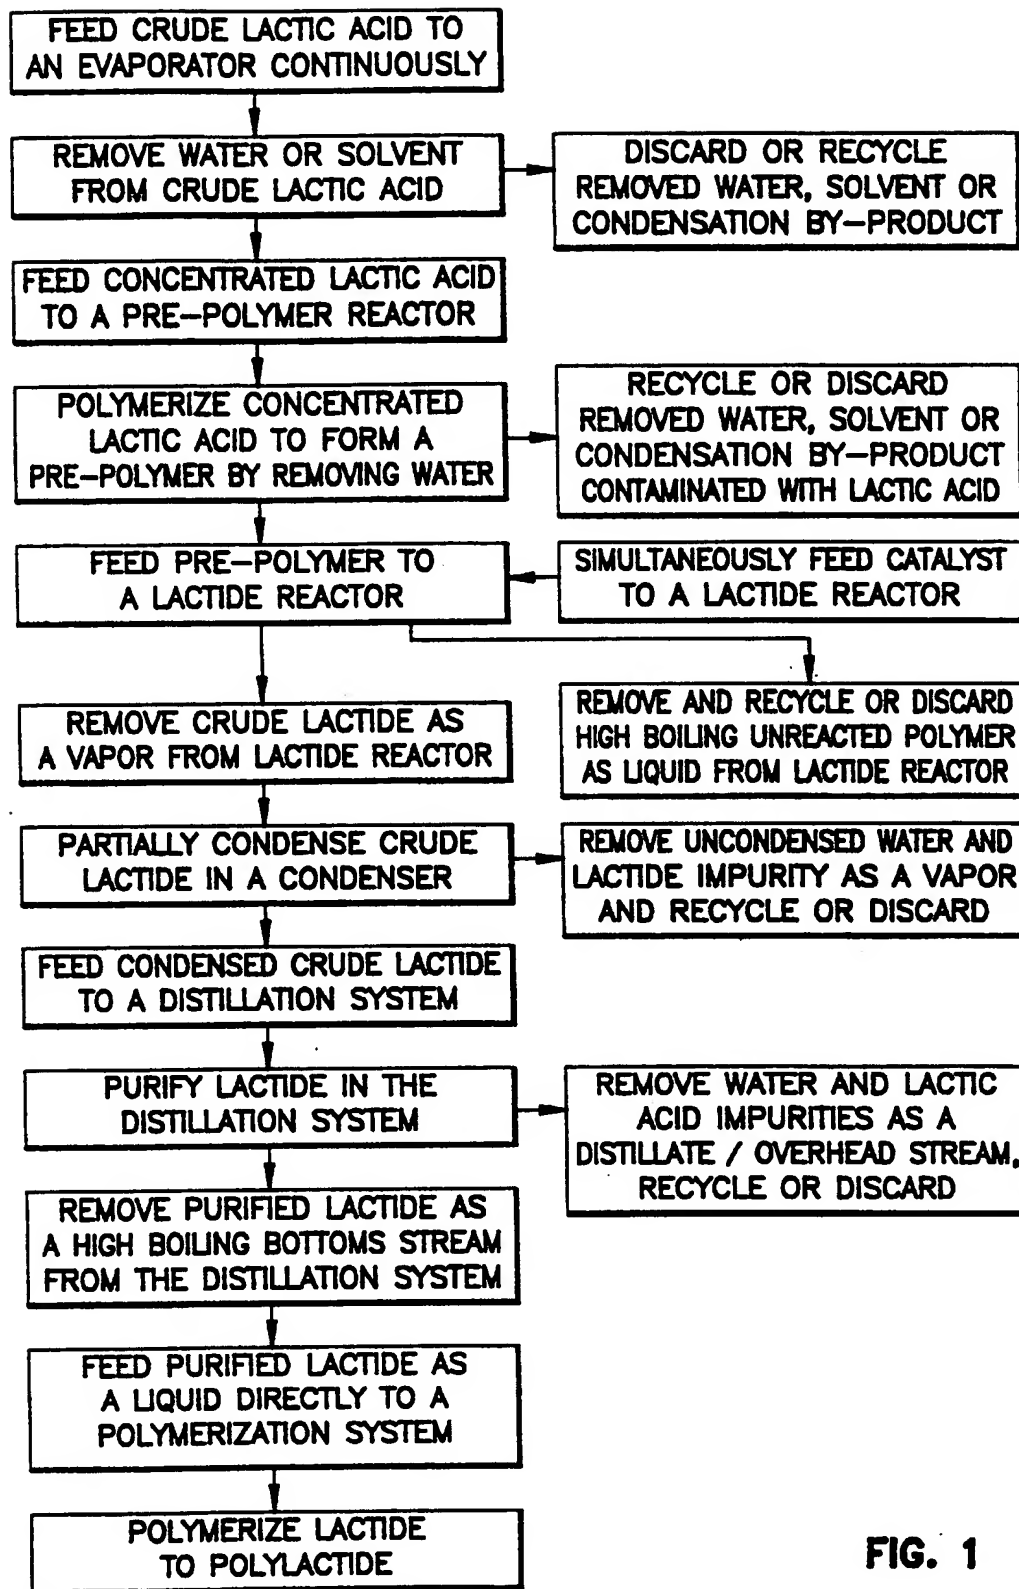 FEED CRUDE LACTIC ACID TO
AN EVAPORATOR CONTINUOUSLY
REMOVE WATER OR SOLVENT
FROM CRUDE LACTIC ACID
DISCARD OR RECYCLE
REMOVED WATER, SOLVENT OR
CONDENSATION BY-PRODUCT
FEED CONCENTRATED LACTIC ACID
TO A PRE-POLYMER REACTOR
POLYMERIZE CONCENTRATED
LACTIC ACID TO FORM A
PRE-POLYMER BY REMOVING WATER
RECYCLE OR DISCARD
REMOVED WATER, SOLVENT OR
CONDENSATION BY-PRODUCT
CONTAMINATED WITH LACTIC ACID
FEED PRE-POLYMER TO
A LACTIDE REACTOR
SIMULTANEOUSLY FEED CATALYST
TO A LACTIDE REACTOR
REMOVE CRUDE LACTIDE AS
A VAPOR FROM LACTIDE REACTOR
REMOVE AND RECYCLE OR DISCARD
HIGH BOILING UNREACTED POLYMER
AS LIQUID FROM LACTIDE REACTOR
PARTIALLY CONDENSE CRUDE
LACTIDE IN A CONDENSER
REMOVE UNCONDENSED WATER AND
LACTIDE IMPURITY AS A VAPOR
AND RECYCLE OR DISCARD
FEED CONDENSED CRUDE LACTIDE
TO A DISTILLATION SYSTEM
PURIFY LACTIDE IN THE
DISTILLATION SYSTEM
REMOVE WATER AND LACTIC
ACID IMPURITIES AS A
DISTILLATE / OVERHEAD STREAM,
RECYCLE OR DISCARD
REMOVE PURIFIED LACTIDE AS
A HIGH BOILING BOTTOMS STREAM
FROM THE DISTILLATION SYSTEM
FEED PURIFIED LACTIDE AS
A LIQUID DIRECTLY TO A
POLYMERIZATION SYSTEM
POLYMERIZE LACTIDE
TO POLYLACTIDE
FIG. 1